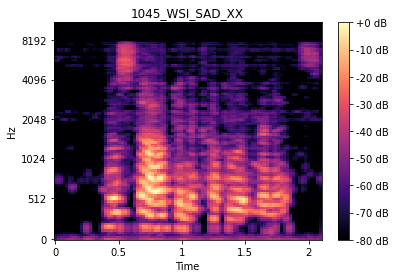 1045_WSI_SAD_XX
8192
4096
2048
1024
512
0
Hz
0
0.5
1
1.5
2
Time
+0 dB
-10 dB
-20 dB
-30 dB
-40 dB
-50 dB
-60 dB
-70 dB
-80 dB